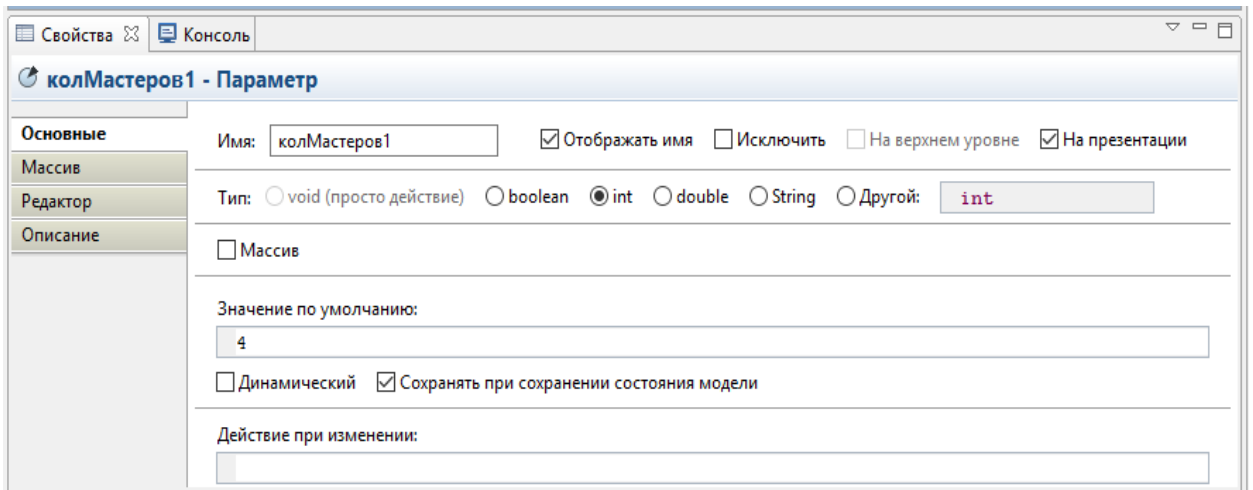 Свойства Консоль
колМастеров1 - Параметр
Основные
Массив
Редактор
Описание
Имя: колМастеров1 Отображать имя Исключить На верхнем уровне На презентации
Тип: void (просто действие) boolean int double String Другой: int
Массив
Значение по умолчанию:
4
Динамический Сохранять при сохранении состояния модели
Действие при изменении: